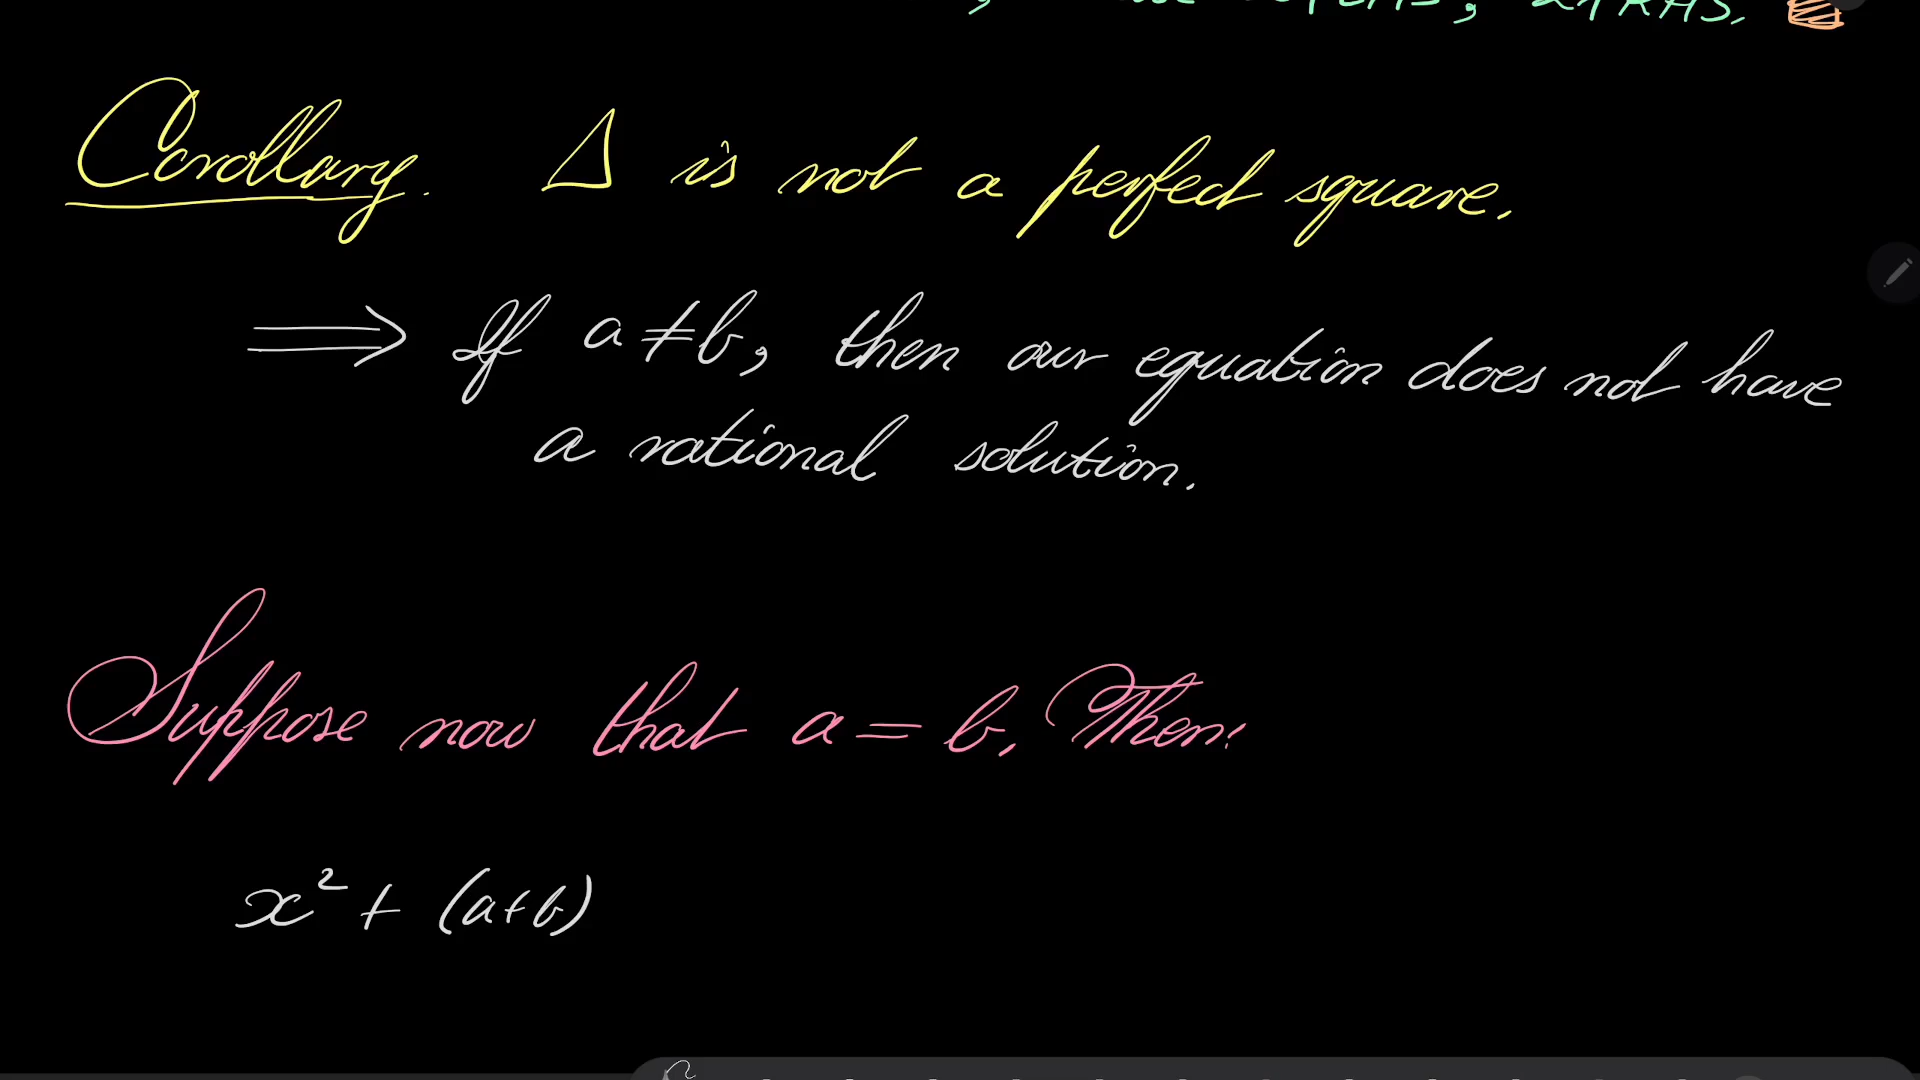 Corollary. Δ is not a perfect square.
⟹ If a ≠ b, then our equation does not have
a rational solution.
Suppose now that a = b. Then:
x² + (a+b)